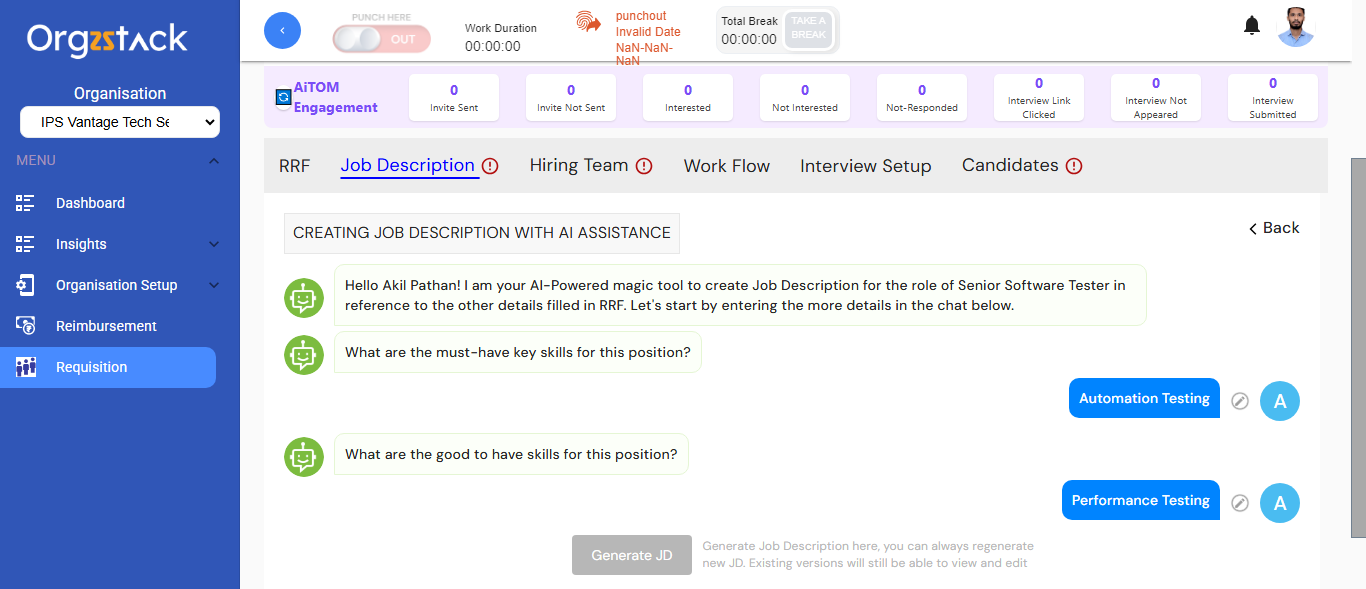 Orgzstack
Organisation
IPS Vantage Tech Se
MENU
Dashboard
Insights
Organisation Setup
Reimbursement
Requisition
PUNCH HERE
OUT
Work Duration
00:00:00
punchout
Invalid Date
NaN-NaN-
NaN
Total Break
00:00:00
TAKE A
BREAK
AiTOM
Engagement
0
Invite Sent
0
Invite Not Sent
0
Interested
0
Not Interested
0
Not-Responded
0
Interview Link
Clicked
0
Interview Not
Appeared
0
Interview
Submitted
RRF
Job Description
Hiring Team
Work Flow
Interview Setup
Candidates
CREATING JOB DESCRIPTION WITH AI ASSISTANCE
Back
Hello Akil Pathan! I am your AI-Powered magic tool to create Job Description for the role of Senior Software Tester in
reference to the other details filled in RRF. Let's start by entering the more details in the chat below.
What are the must-have key skills for this position?
Automation Testing
A
What are the good to have skills for this position?
Performance Testing
A
Generate JD
Generate Job Description here, you can always regenerate
new JD. Existing versions will still be able to view and edit